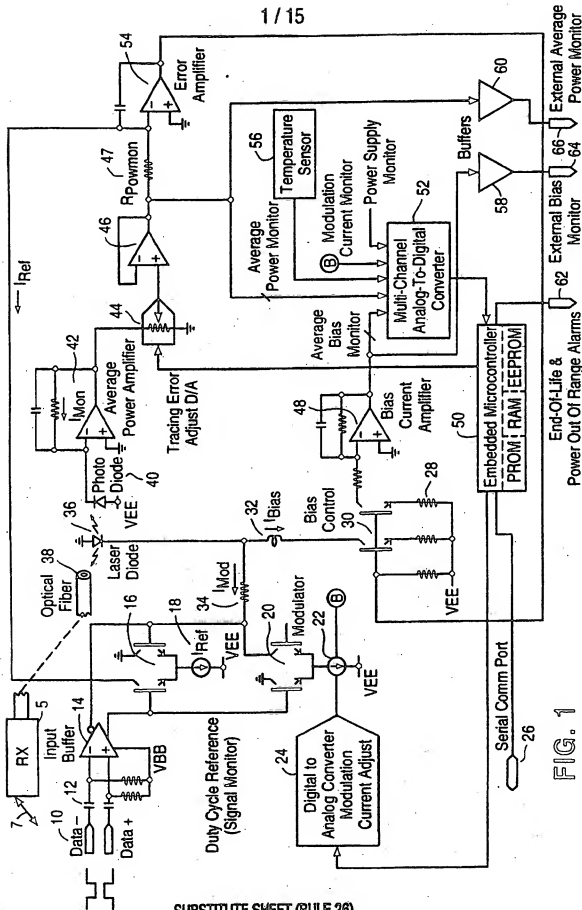 1 / 15
RX
5
7
Optical
Fiber
38
36
Laser
Diode
Photo
Diode
40
VEE
IMon
42
Average
Power Amplifier
44
Tracing Error
Adjust D/A
46
47
RPowmon
IRef
54
Error
Amplifier
10
Data -
Data +
12
Input
Buffer
14
VBB
Duty Cycle Reference
(Signal Monitor)
16
18
IRef
VEE
IMod
34
20
Modulator
22
VEE
B
24
Digital to
Analog Converter
Modulation
Current Adjust
32
IBias
Bias
Control
30
28
VEE
48
Bias
Current Amplifier
Average Bias
Monitor
Average
Power Monitor
56
Temperature
Sensor
B
Modulation
Current Monitor
Power Supply
Monitor
52
Multi-Channel
Analog-To-Digital
Converter
Buffers
58
60
Embedded Microcontroller
PROM RAM EEPROM
50
Serial Comm Port
26
62
End-Of-Life &
Power Out Of Range Alarms
64
External Bias
Monitor
66
External Average
Power Monitor
FIG. 1
SUBSTITUTE SHEET (RULE 26)